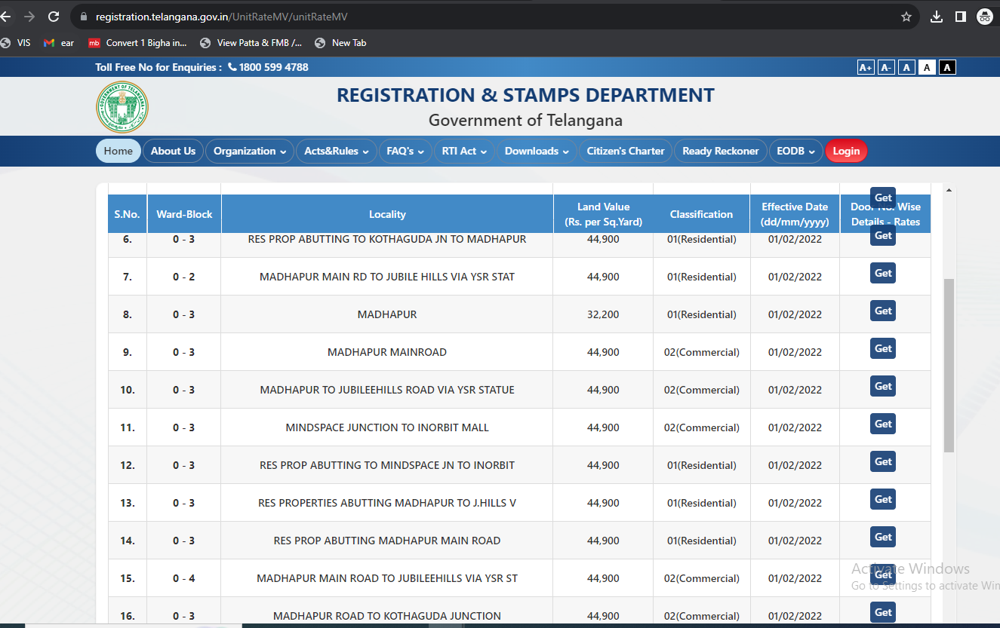 registration.telangana.gov.in/UnitRateMV/unitRateMV
VIS ear mb Convert 1 Bigha in... View Patta & FMB /... New Tab
Toll Free No for Enquiries : 1800 599 4788 A+ A- A A A
REGISTRATION & STAMPS DEPARTMENT
Government of Telangana
Home About Us Organization Acts&Rules FAQ's RTI Act Downloads Citizen's Charter Ready Reckoner EODB Login
S.No. Ward-Block Locality Land Value (Rs. per Sq.Yard) Classification Effective Date (dd/mm/yyyy) Door No. Wise Details - Rates
Get
6. 0 - 3 RES PROP ABUTTING TO KOTHAGUDA JN TO MADHAPUR 44,900 01(Residential) 01/02/2022 Get
7. 0 - 2 MADHAPUR MAIN RD TO JUBILE HILLS VIA YSR STAT 44,900 01(Residential) 01/02/2022 Get
8. 0 - 3 MADHAPUR 32,200 01(Residential) 01/02/2022 Get
9. 0 - 3 MADHAPUR MAINROAD 44,900 02(Commercial) 01/02/2022 Get
10. 0 - 3 MADHAPUR TO JUBILEEHILLS ROAD VIA YSR STATUE 44,900 02(Commercial) 01/02/2022 Get
11. 0 - 3 MINDSPACE JUNCTION TO INORBIT MALL 44,900 02(Commercial) 01/02/2022 Get
12. 0 - 3 RES PROP ABUTTING TO MINDSPACE JN TO INORBIT 44,900 01(Residential) 01/02/2022 Get
13. 0 - 3 RES PROPERTIES ABUTTING MADHAPUR TO J.HILLS V 44,900 01(Residential) 01/02/2022 Get
14. 0 - 3 RES PROP ABUTTING MADHAPUR MAIN ROAD 44,900 01(Residential) 01/02/2022 Get
15. 0 - 4 MADHAPUR MAIN ROAD TO JUBILEEHILLS VIA YSR ST 44,900 02(Commercial) 01/02/2022 Get
16. 0 - 3 MADHAPUR ROAD TO KOTHAGUDA JUNCTION 44,900 02(Commercial) 01/02/2022 Get
Activate Windows
Go to Settings to activate Win